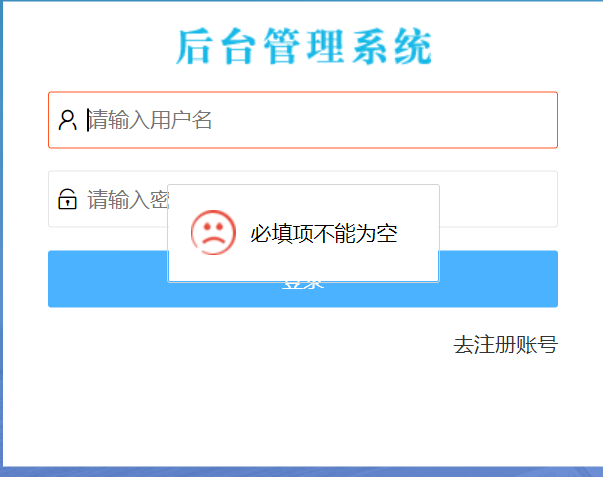 后台管理系统
请输入用户名
请输入密
必填项不能为空
登录
去注册账号